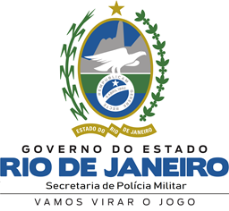 ESTADO DO RIO DE JANEIRO
GOVERNO DO ESTADO
RIO DE JANEIRO
Secretaria de Polícia Militar
VAMOS VIRAR O JOGO